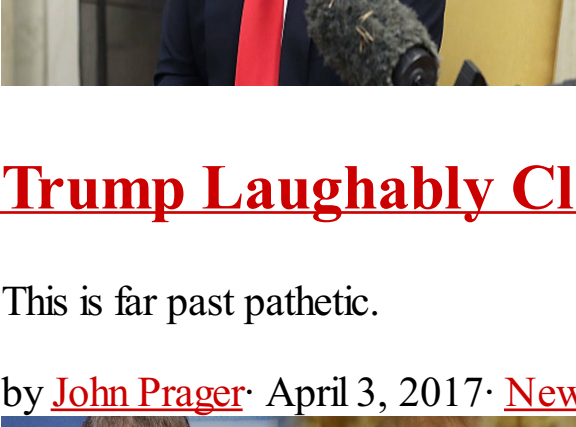 Trump Laughably Cl
This is far past pathetic.
by John Prager· April 3, 2017· New